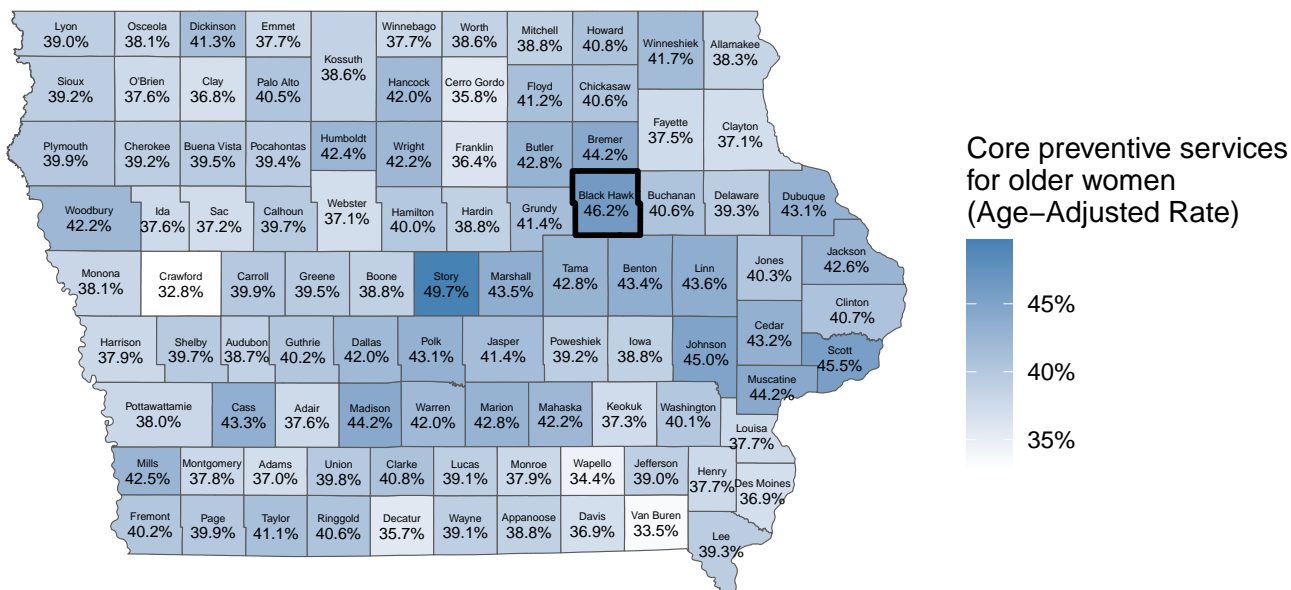 Lyon
39.0%
Osceola
38.1%
Dickinson
41.3%
Emmet
37.7%
Kossuth
38.6%
Winnebago
37.7%
Worth
38.6%
Mitchell
38.8%
Howard
40.8%
Winneshiek
41.7%
Allamakee
38.3%
Sioux
39.2%
O'Brien
37.6%
Clay
36.8%
Palo Alto
40.5%
Hancock
42.0%
Cerro Gordo
35.8%
Floyd
41.2%
Chickasaw
40.6%
Fayette
37.5%
Clayton
37.1%
Plymouth
39.9%
Cherokee
39.2%
Buena Vista
39.5%
Pocahontas
39.4%
Humboldt
42.4%
Wright
42.2%
Franklin
36.4%
Butler
42.8%
Bremer
44.2%
Woodbury
42.2%
Ida
37.6%
Sac
37.2%
Calhoun
39.7%
Webster
37.1%
Hamilton
40.0%
Hardin
38.8%
Grundy
41.4%
Black Hawk
46.2%
Buchanan
40.6%
Delaware
39.3%
Dubuque
43.1%
Monona
38.1%
Crawford
32.8%
Carroll
39.9%
Greene
39.5%
Boone
38.8%
Story
49.7%
Marshall
43.5%
Tama
42.8%
Benton
43.4%
Linn
43.6%
Jones
40.3%
Jackson
42.6%
Clinton
40.7%
Harrison
37.9%
Shelby
39.7%
Audubon
38.7%
Guthrie
40.2%
Dallas
42.0%
Polk
43.1%
Jasper
41.4%
Poweshiek
39.2%
Iowa
38.8%
Johnson
45.0%
Cedar
43.2%
Scott
45.5%
Muscatine
44.2%
Pottawattamie
38.0%
Cass
43.3%
Adair
37.6%
Madison
44.2%
Warren
42.0%
Marion
42.8%
Mahaska
42.2%
Keokuk
37.3%
Washington
40.1%
Louisa
37.7%
Mills
42.5%
Montgomery
37.8%
Adams
37.0%
Union
39.8%
Clarke
40.8%
Lucas
39.1%
Monroe
37.9%
Wapello
34.4%
Jefferson
39.0%
Henry
37.7%
Des Moines
36.9%
Fremont
40.2%
Page
39.9%
Taylor
41.1%
Ringgold
40.6%
Decatur
35.7%
Wayne
39.1%
Appanoose
38.8%
Davis
36.9%
Van Buren
33.5%
Lee
39.3%
Core preventive services
for older women
(Age−Adjusted Rate)
45%
40%
35%